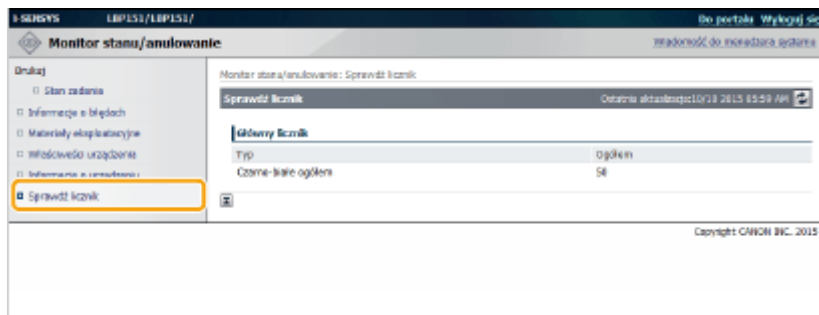 i-SENSYS LBP151/LBP151/
Do portalu Wyloguj się
Monitor stanu/anulowanie
Wiadomość do menedżera systemu
Drukuj
Stan zadania
Informacje o błędach
Materiały eksploatacyjne
Właściwości urządzenia
Informacje o urządzeniu
Sprawdź licznik
Monitor stanu/anulowanie: Sprawdź licznik
Sprawdź licznik
Ostatnia aktualizacja:10/10 2015 05:59 AM
Główny licznik
Typ Ogółem
Czarno-białe ogółem 50
Copyright CANON INC. 2015